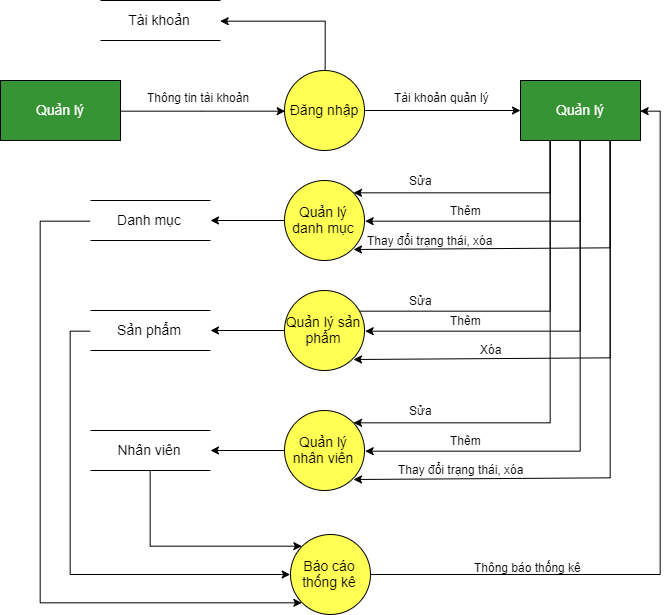 Tài khoản
Quản lý
Thông tin tài khoản
Đăng nhập
Tài khoản quản lý
Quản lý
Sửa
Danh mục
Quản lý
danh mục
Thêm
Thay đổi trạng thái, xóa
Sửa
Sản phẩm
Quản lý sản
phẩm
Thêm
Xóa
Sửa
Nhân viên
Quản lý
nhân viên
Thêm
Thay đổi trạng thái, xóa
Báo cáo
thống kê
Thông báo thống kê